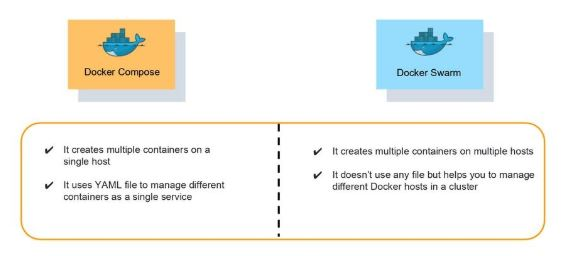 Docker Compose
Docker Swarm
✔ It creates multiple containers on a
single host
✔ It uses YAML file to manage different
containers as a single service
✔ It creates multiple containers on multiple hosts
✔ It doesn't use any file but helps you to manage
different Docker hosts in a cluster